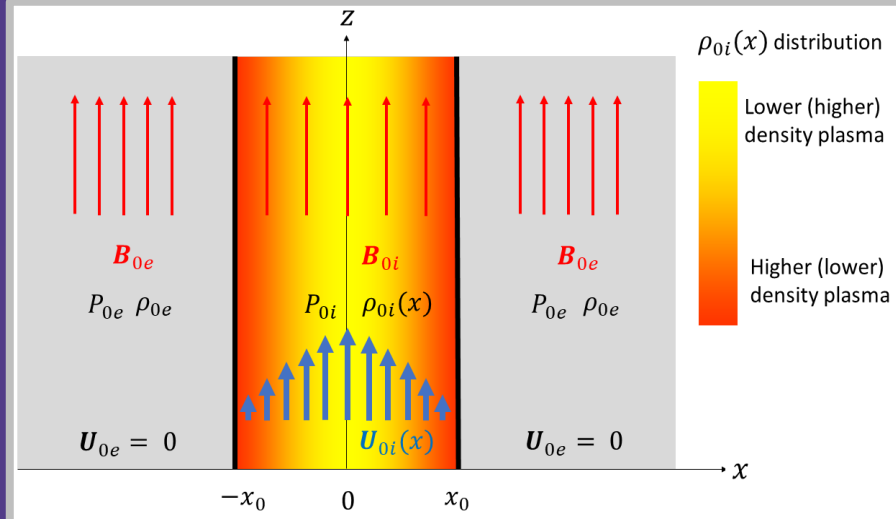 z
ρ₀ᵢ(x) distribution
Lower (higher)
density plasma
Higher (lower)
density plasma
B₀ₑ B₀ᵢ B₀ₑ
P₀ₑ ρ₀ₑ P₀ᵢ ρ₀ᵢ(x) P₀ₑ ρ₀ₑ
U₀ₑ = 0 U₀ᵢ(x) U₀ₑ = 0
x
−x₀ 0 x₀